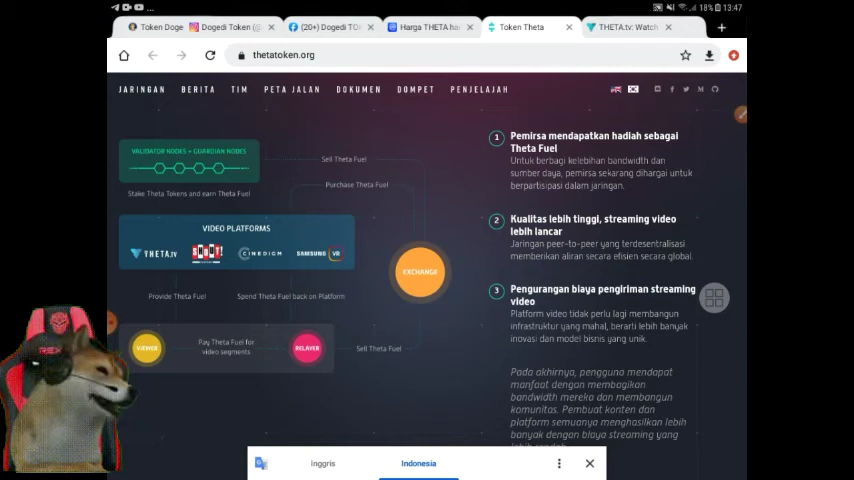 18% 13:47
Token Doge
Dogedi Token (@
(20+) Dogedi TO
Harga THETA har
Token Theta
THETA.tv: Watch
thetatoken.org
JARINGAN BERITA TIM PETA JALAN DOKUMEN DOMPET PENJELAJAH
VALIDATOR NODES + GUARDIAN NODES
Stake Theta Tokens and earn Theta Fuel
Sell Theta Fuel
Purchase Theta Fuel
VIDEO PLATFORMS
THETA.tv SHOUT! CINEDIGM SAMSUNG VR
EXCHANGE
Provide Theta Fuel
Spend Theta Fuel back on Platform
VIEWER
Pay Theta Fuel for
video segments
RELAYER
Sell Theta Fuel
1 Pemirsa mendapatkan hadiah sebagai
Theta Fuel
Untuk berbagi kelebihan bandwidth dan
sumber daya, pemirsa sekarang dihargai untuk
berpartisipasi dalam jaringan.
2 Kualitas lebih tinggi, streaming video
lebih lancar
Jaringan peer-to-peer yang terdesentralisasi
memberikan aliran secara efisien secara global.
3 Pengurangan biaya pengiriman streaming
video
Platform video tidak perlu lagi membangun
infrastruktur yang mahal, berarti lebih banyak
inovasi dan model bisnis yang unik.
Pada akhirnya, pengguna mendapat
manfaat dengan membagikan
bandwidth mereka dan membangun
komunitas. Pembuat konten dan
platform semuanya menghasilkan lebih
banyak dengan biaya streaming yang
Inggris
Indonesia